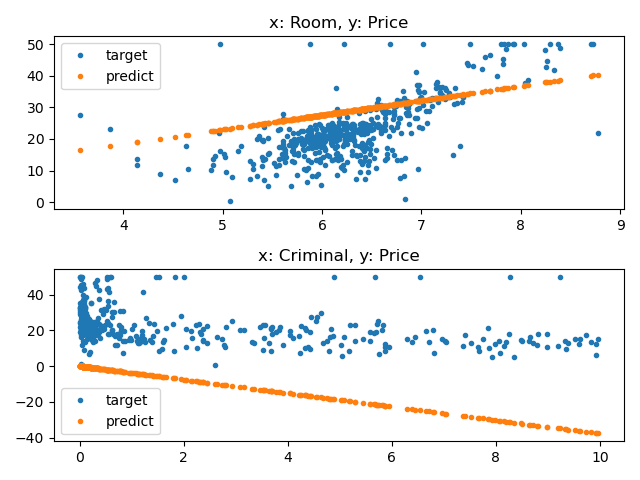 x: Room, y: Price
50
40
30
20
10
0
target
predict
4 5 6 7 8 9
x: Criminal, y: Price
40
20
0
−20
−40
target
predict
0 2 4 6 8 10